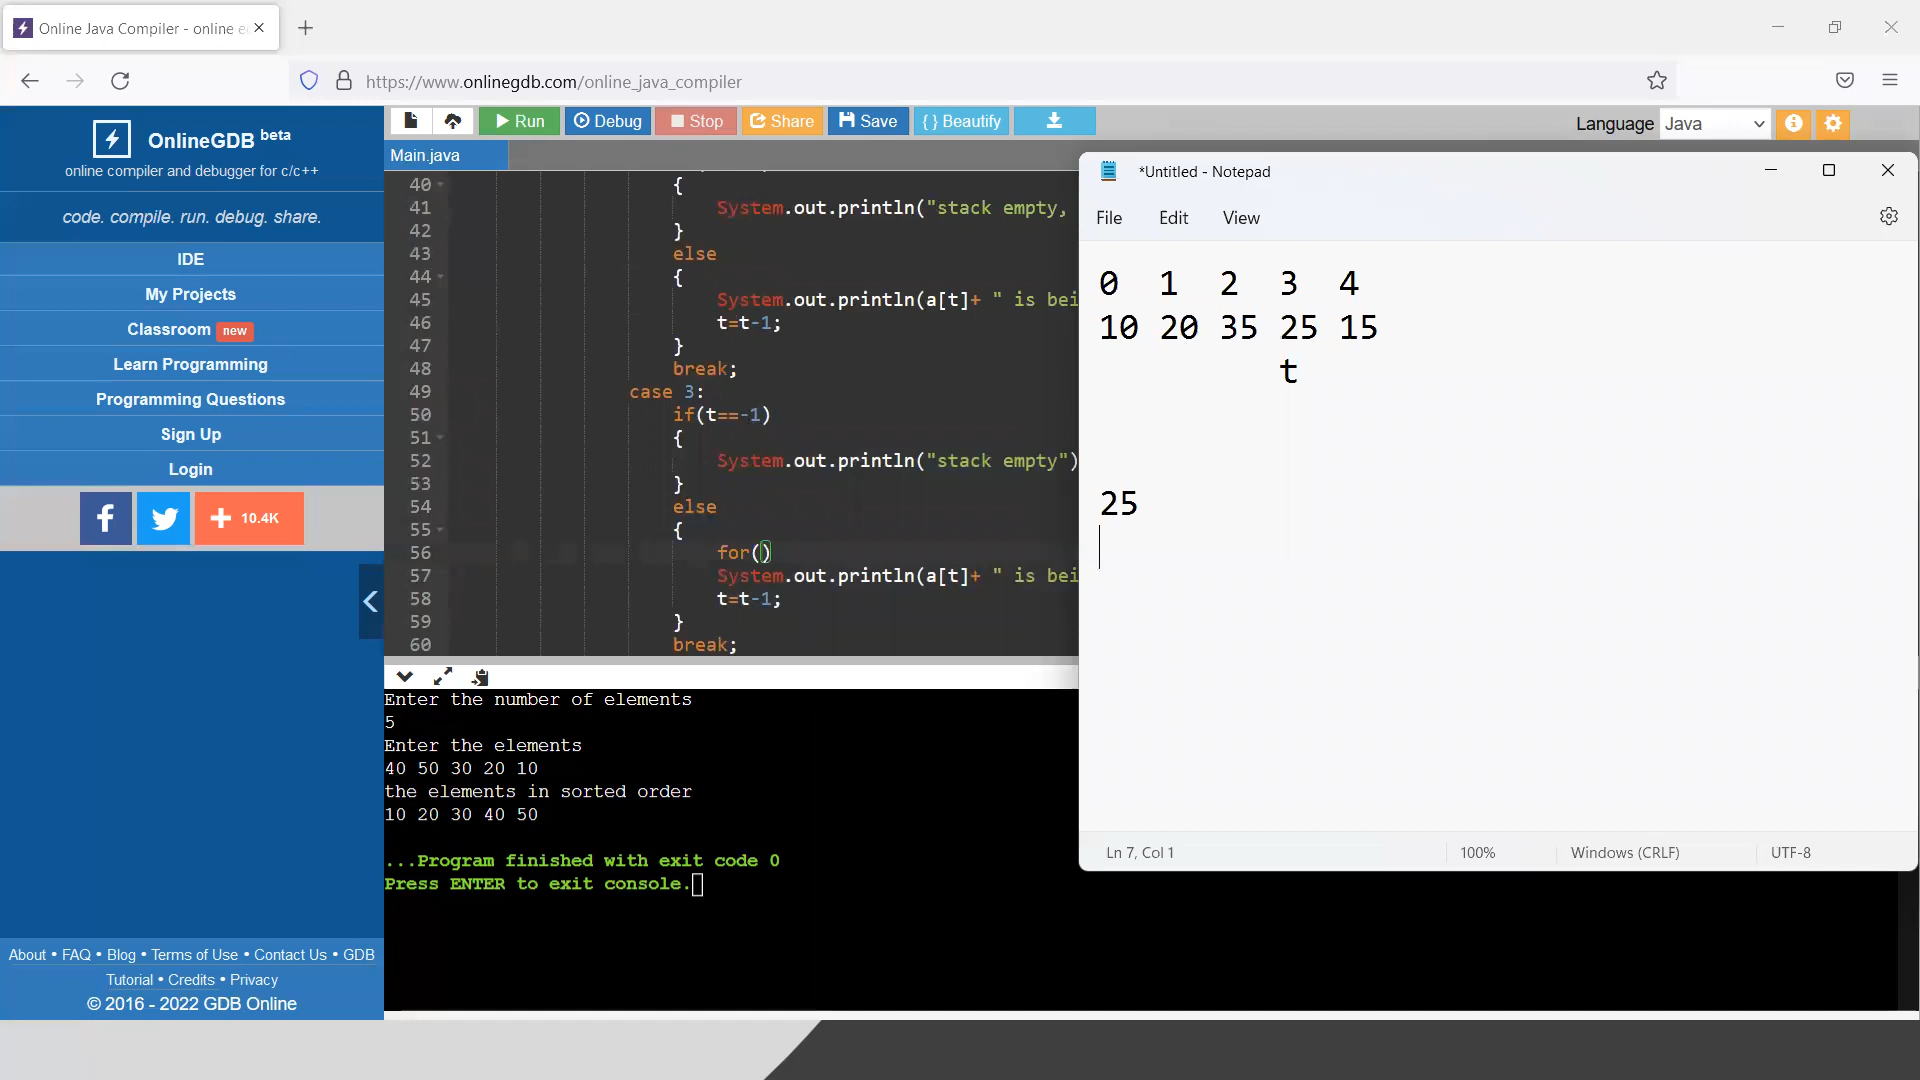 Online Java Compiler - online e
https://www.onlinegdb.com/online_java_compiler
OnlineGDB beta
online compiler and debugger for c/c++
code. compile. run. debug. share.
IDE
My Projects
Classroom new
Learn Programming
Programming Questions
Sign Up
Login
10.4K
About • FAQ • Blog • Terms of Use • Contact Us • GDB
Tutorial • Credits • Privacy
© 2016 - 2022 GDB Online
Run Debug Stop Share Save { } Beautify
Language Java
Main.java
40 {
41 System.out.println("stack empty,
42 }
43 else
44 {
45 System.out.println(a[t]+ " is bei
46 t=t-1;
47 }
48 break;
49 case 3:
50 if(t==-1)
51 {
52 System.out.println("stack empty")
53 }
54 else
55 {
56 for()
57 System.out.println(a[t]+ " is bei
58 t=t-1;
59 }
60 break;
Enter the number of elements
5
Enter the elements
40 50 30 20 10
the elements in sorted order
10 20 30 40 50
...Program finished with exit code 0
Press ENTER to exit console.
*Untitled - Notepad
File Edit View
0 1 2 3 4
10 20 35 25 15
t
25
Ln 7, Col 1 100% Windows (CRLF) UTF-8